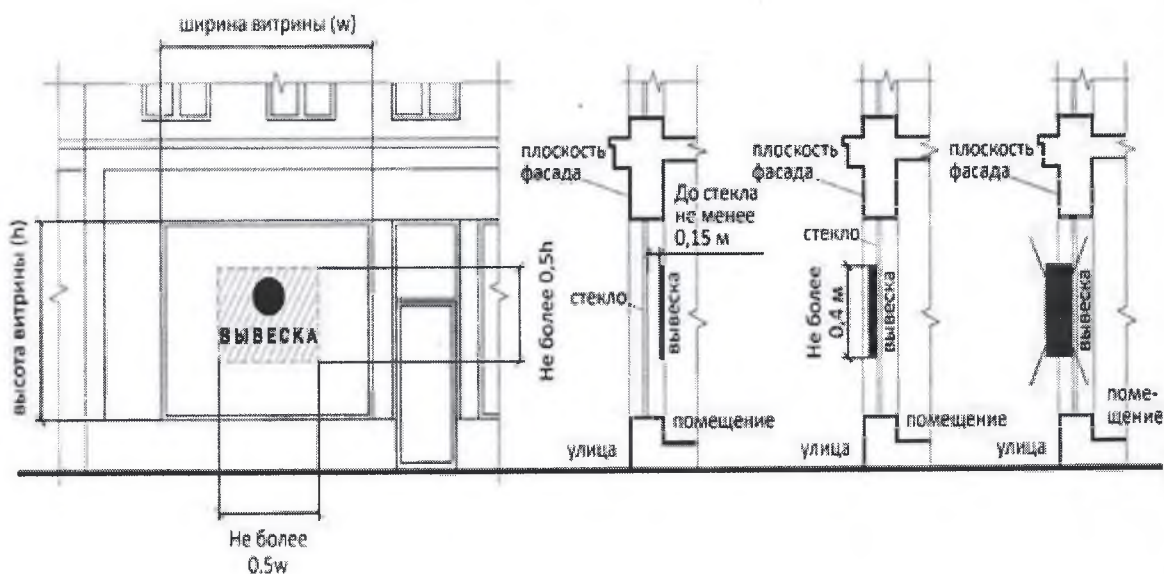 ширина витрины (w)
высота витрины (h)
ВЫВЕСКА
Не более 0,5h
Не более
0.5w
плоскость
фасада
До стекла
не менее
0,15 м
стекло
вывеска
помещение
улица
плоскость
фасада
стекло
Не более
0,4 м
вывеска
помещение
улица
плоскость
фасада
вывеска
поме-
щение
улица